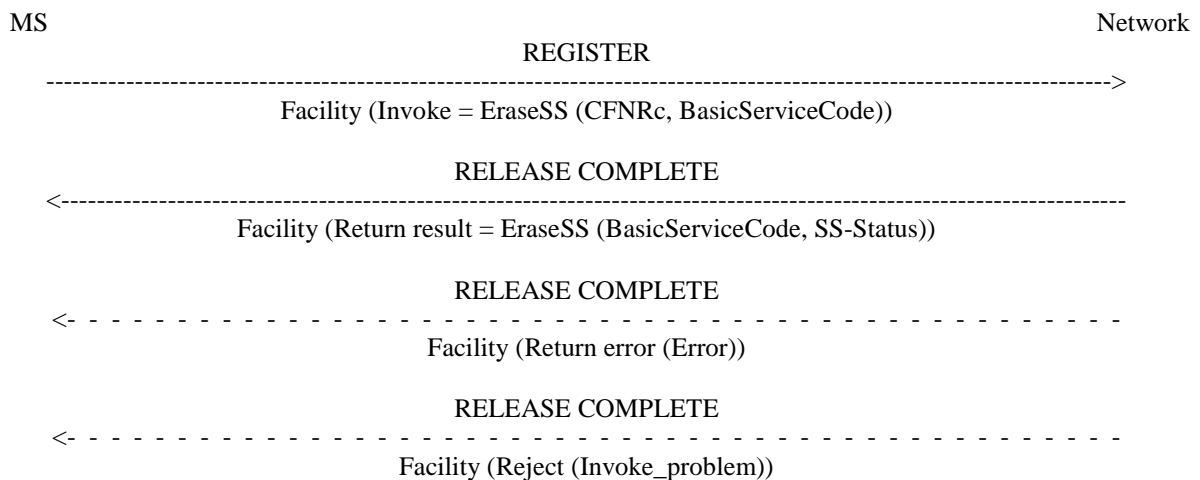 MS Network
REGISTER
Facility (Invoke = EraseSS (CFNRc, BasicServiceCode))
RELEASE COMPLETE
Facility (Return result = EraseSS (BasicServiceCode, SS-Status))
RELEASE COMPLETE
Facility (Return error (Error))
RELEASE COMPLETE
Facility (Reject (Invoke_problem))